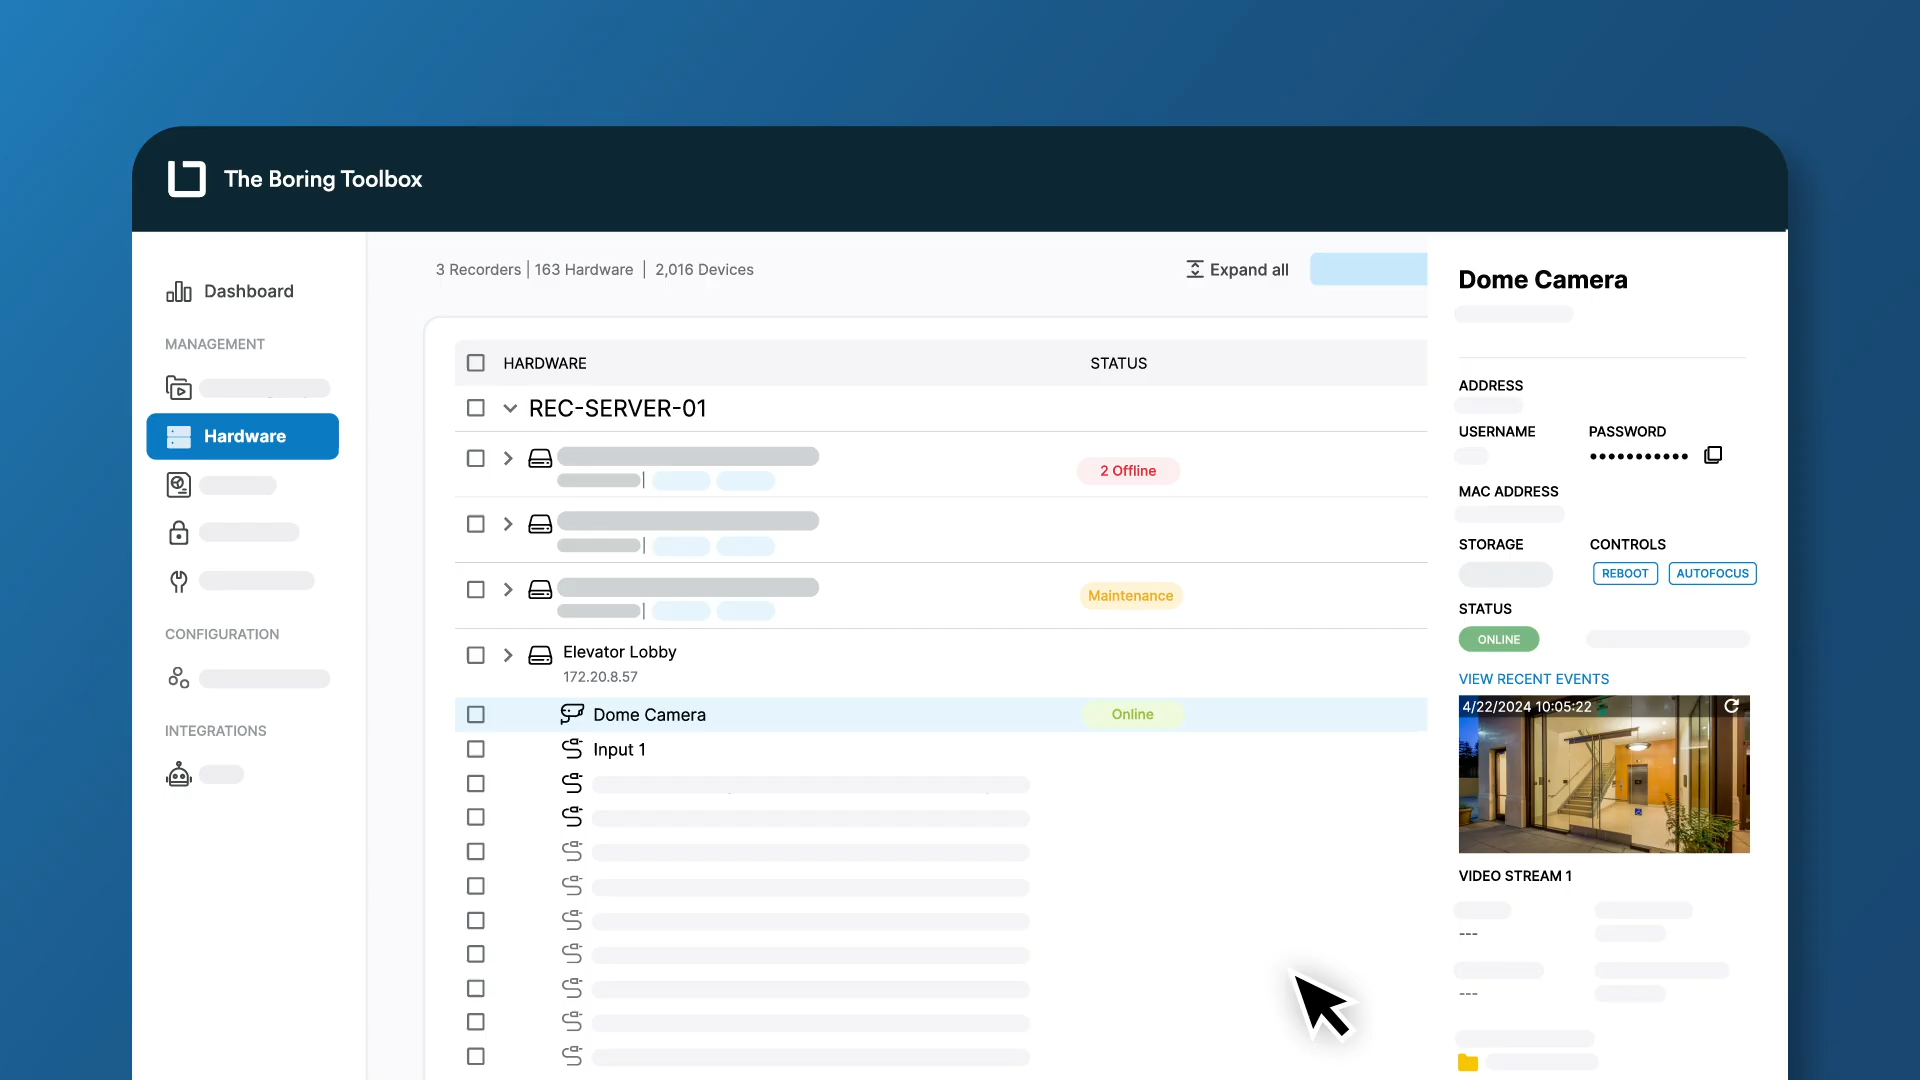 The Boring Toolbox
Dashboard
MANAGEMENT
Hardware
CONFIGURATION
INTEGRATIONS
3 Recorders | 163 Hardware | 2,016 Devices
Expand all
HARDWARE STATUS
REC-SERVER-01
2 Offline
Maintenance
Elevator Lobby
172.20.8.57
Dome Camera Online
Input 1
Dome Camera
ADDRESS
USERNAME PASSWORD
•••••••••••
MAC ADDRESS
STORAGE CONTROLS
REBOOT AUTOFOCUS
STATUS
ONLINE
VIEW RECENT EVENTS
4/22/2024 10:05:22
VIDEO STREAM 1
---
---